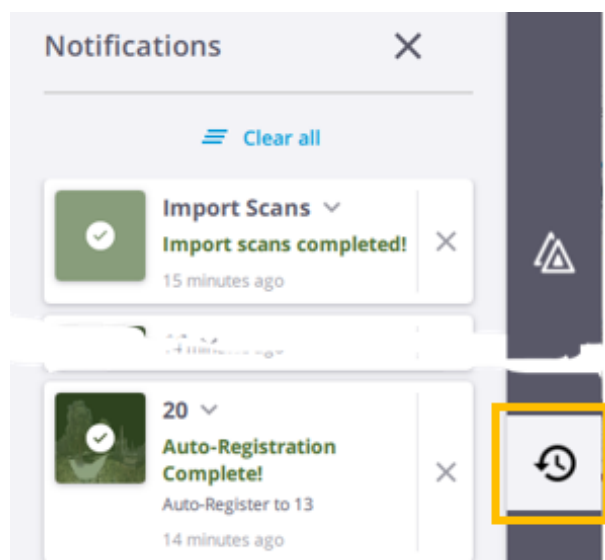 Notifications
Clear all
Import Scans
Import scans completed!
15 minutes ago
20
Auto-Registration
Complete!
Auto-Register to 13
14 minutes ago